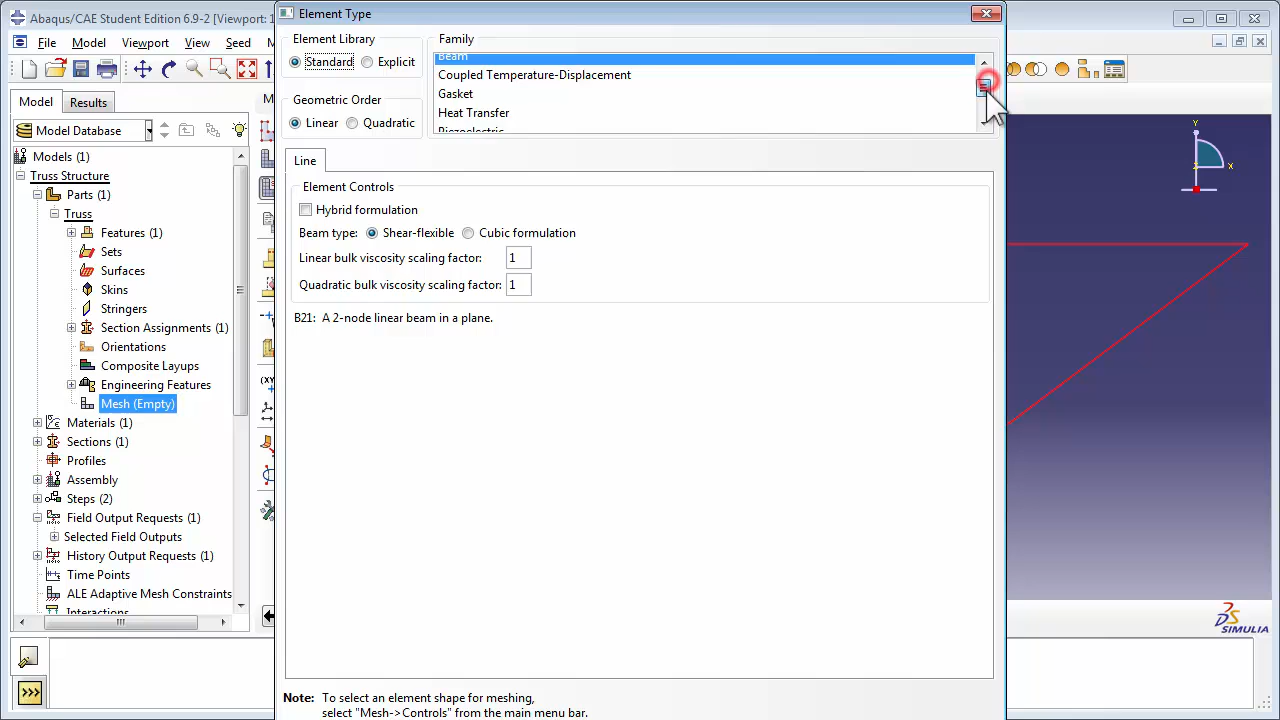 Abaqus/CAE Student Edition 6.9-2 [Viewport: 1
Element Type
File Model Viewport View Seed
Model Results
Model Database
Models (1)
Truss Structure
Parts (1)
Truss
Features (1)
Sets
Surfaces
Skins
Stringers
Section Assignments (1)
Orientations
Composite Layups
Engineering Features
Mesh (Empty)
Materials (1)
Sections (1)
Profiles
Assembly
Steps (2)
Field Output Requests (1)
Selected Field Outputs
History Output Requests (1)
Time Points
ALE Adaptive Mesh Constraints
Interactions
(XY)
>>>
Element Library
Standard Explicit
Geometric Order
Linear Quadratic
Family
Beam
Coupled Temperature-Displacement
Gasket
Heat Transfer
Piezoelectric
Line
Element Controls
Hybrid formulation
Beam type: Shear-flexible Cubic formulation
Linear bulk viscosity scaling factor: 1
Quadratic bulk viscosity scaling factor: 1
B21: A 2-node linear beam in a plane.
Note: To select an element shape for meshing,
select "Mesh->Controls" from the main menu bar.
Y
X
Z
SIMULIA